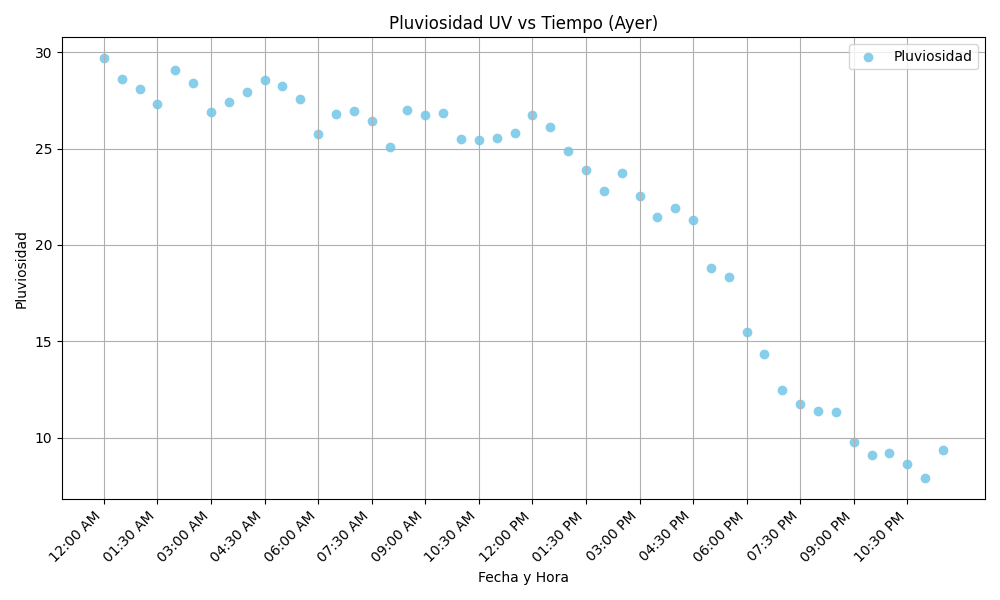 Pluviosidad UV vs Tiempo (Ayer)
Pluviosidad
30
25
20
15
10
Pluviosidad
12:00 AM
01:30 AM
03:00 AM
04:30 AM
06:00 AM
07:30 AM
09:00 AM
10:30 AM
12:00 PM
01:30 PM
03:00 PM
04:30 PM
06:00 PM
07:30 PM
09:00 PM
10:30 PM
Fecha y Hora